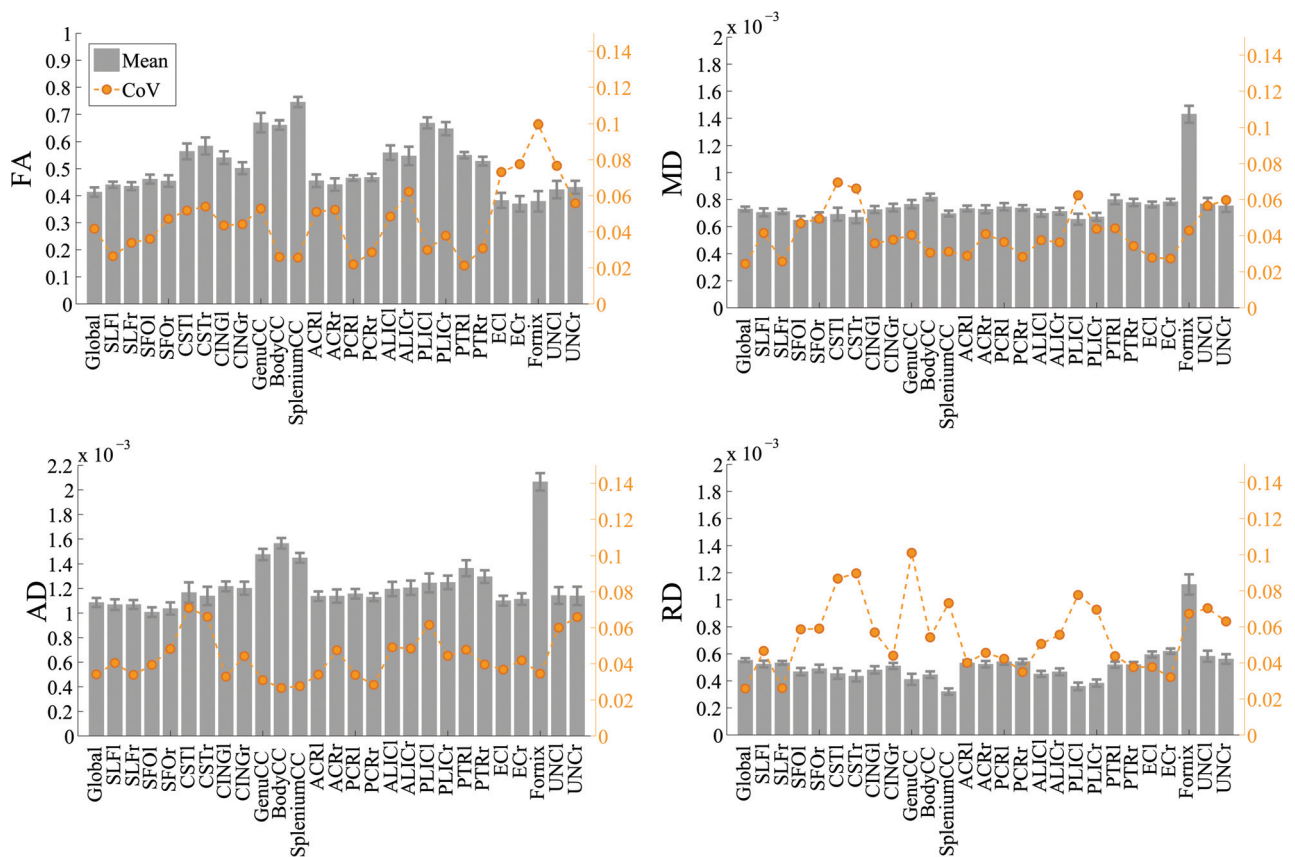 FA
1
0.9
0.8
0.7
0.6
0.5
0.4
0.3
0.2
0.1
0
Mean
CoV
0.14
0.12
0.1
0.08
0.06
0.04
0.02
0
Global
SLFl
SLFr
SFOl
SFOr
CSTl
CSTr
CINGl
CINGr
GenuCC
BodyCC
SpleniumCC
ACRl
ACRr
PCRl
PCRr
ALICl
ALICr
PLICl
PLICr
PTRl
PTRr
ECl
ECr
Fornix
UNCl
UNCr
MD
x 10 ⁻³
2
1.8
1.6
1.4
1.2
1
0.8
0.6
0.4
0.2
0
0.14
0.12
0.1
0.08
0.06
0.04
0.02
0
Global
SLFl
SLFr
SFOl
SFOr
CSTl
CSTr
CINGl
CINGr
GenuCC
BodyCC
SpleniumCC
ACRl
ACRr
PCRl
PCRr
ALICl
ALICr
PLICl
PLICr
PTRl
PTRr
ECl
ECr
Fornix
UNCl
UNCr
AD
x 10 ⁻³
2.2
2
1.8
1.6
1.4
1.2
1
0.8
0.6
0.4
0.2
0
0.14
0.12
0.1
0.08
0.06
0.04
0.02
0
Global
SLFl
SLFr
SFOl
SFOr
CSTl
CSTr
CINGl
CINGr
GenuCC
BodyCC
SpleniumCC
ACRl
ACRr
PCRl
PCRr
ALICl
ALICr
PLICl
PLICr
PTRl
PTRr
ECl
ECr
Fornix
UNCl
UNCr
RD
x 10 ⁻³
2
1.8
1.6
1.4
1.2
1
0.8
0.6
0.4
0.2
0
0.14
0.12
0.1
0.08
0.06
0.04
0.02
0
Global
SLFl
SLFr
SFOl
SFOr
CSTl
CSTr
CINGl
CINGr
GenuCC
BodyCC
SpleniumCC
ACRl
ACRr
PCRl
PCRr
ALICl
ALICr
PLICl
PLICr
PTRl
PTRr
ECl
ECr
Fornix
UNCl
UNCr